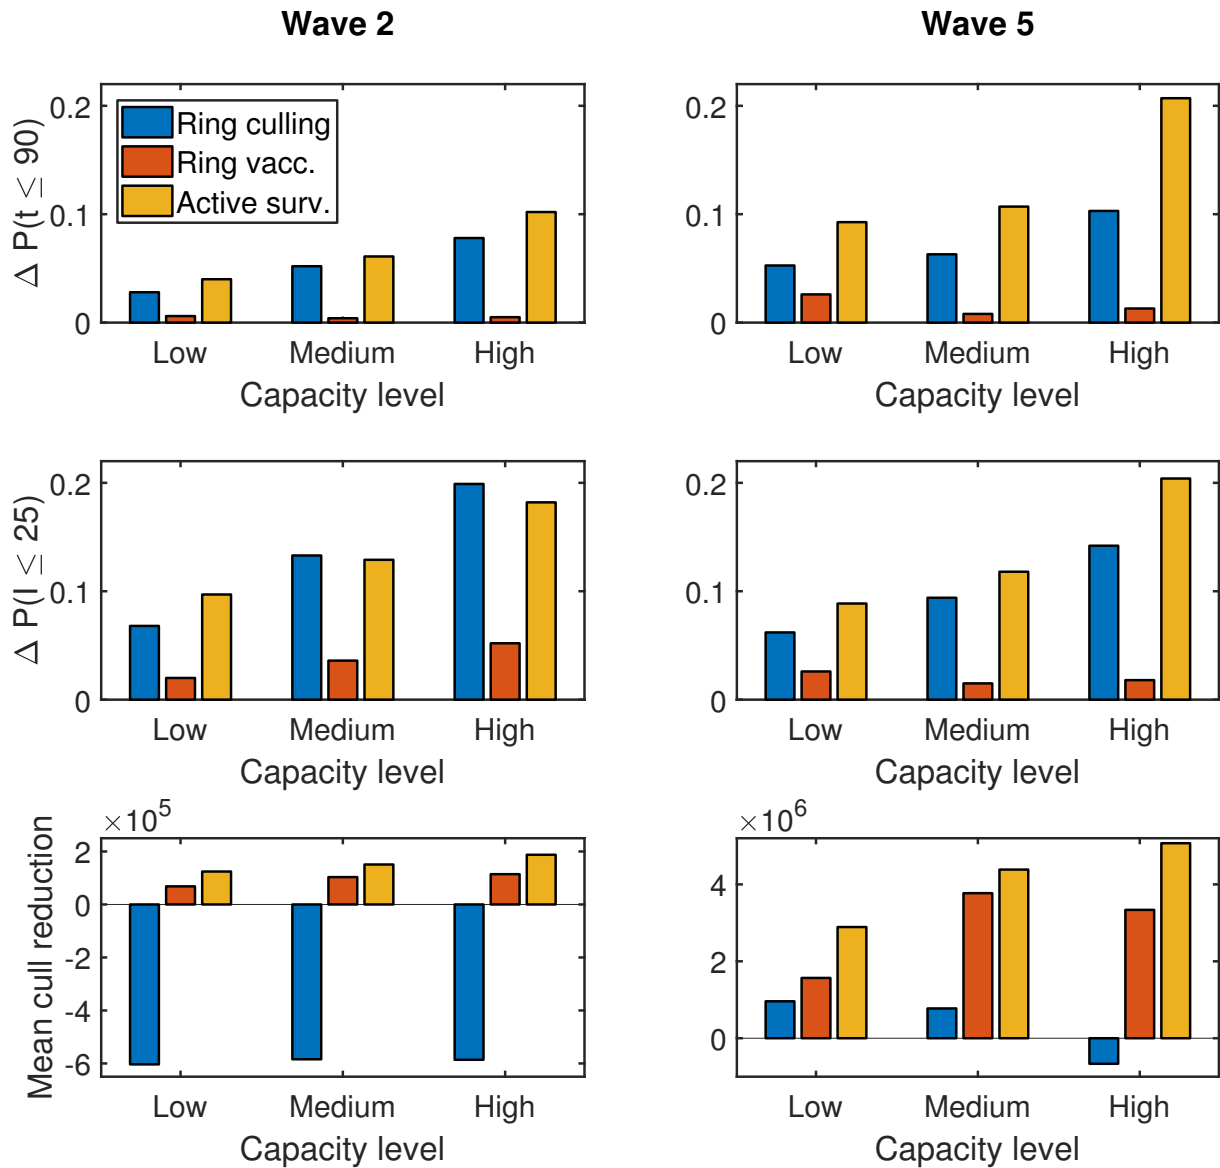 Wave 2
Wave 5
Δ P(t ≤ 90)
0.2
0.1
0
Ring culling
Ring vacc.
Active surv.
Low Medium High
Capacity level
0.2
0.1
0
Low Medium High
Capacity level
Δ P(I ≤ 25)
0.2
0.1
0
Low Medium High
Capacity level
0.2
0.1
0
Low Medium High
Capacity level
Mean cull reduction
×10^5
2
0
-2
-4
-6
Low Medium High
Capacity level
×10^6
4
2
0
Low Medium High
Capacity level